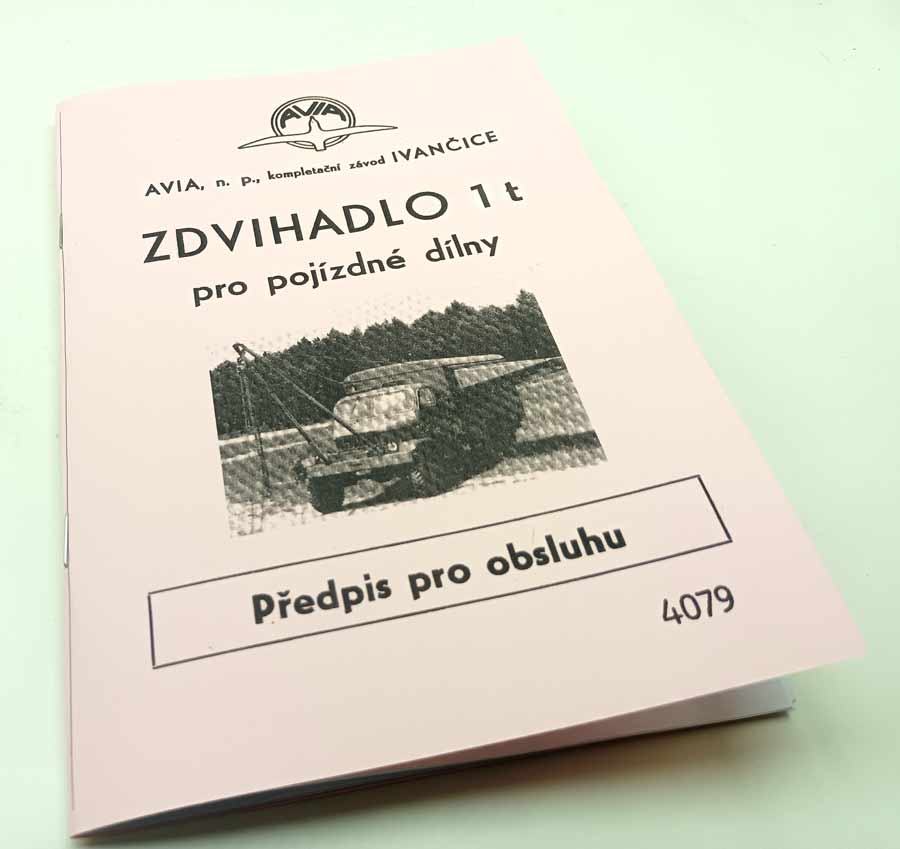 AVIA
AVIA, n. p., kompletační závod IVANČICE
ZDVIHADLO 1 t
pro pojízdné dílny
Předpis pro obsluhu
4079